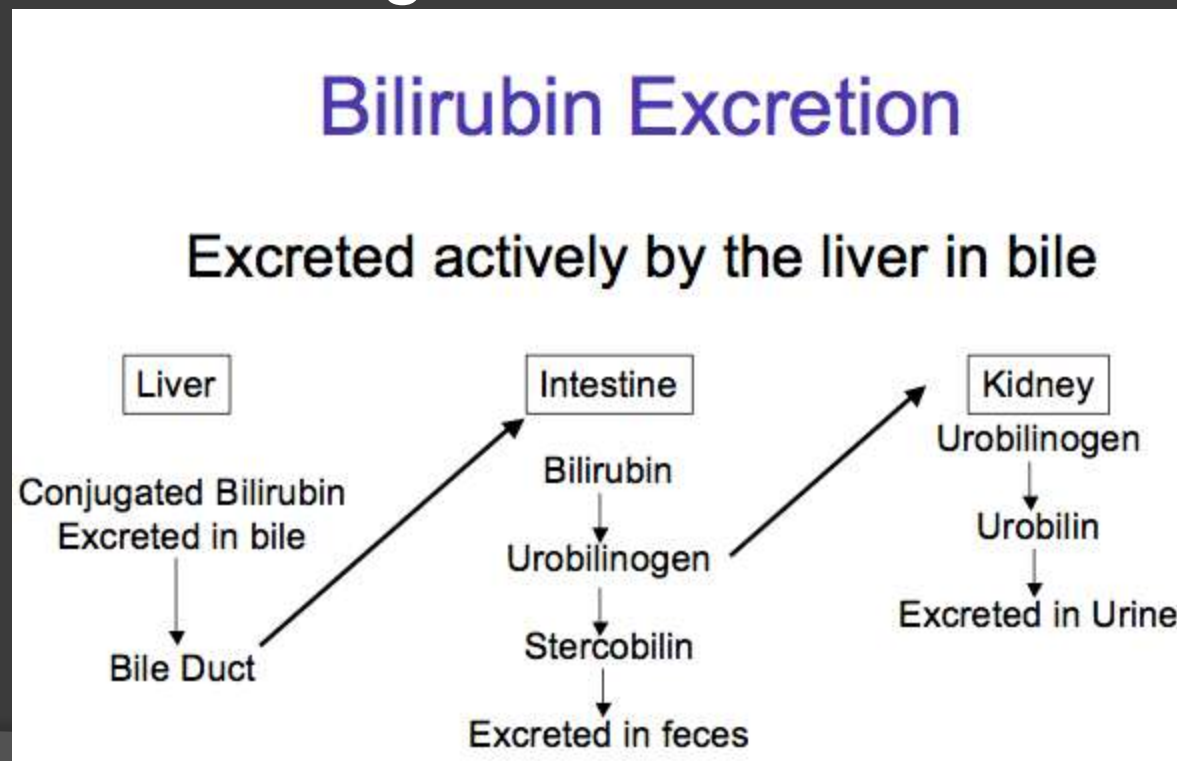 Bilirubin Excretion
Excreted actively by the liver in bile
Liver
Conjugated Bilirubin
Excreted in bile
Bile Duct
Intestine
Bilirubin
Urobilinogen
Stercobilin
Excreted in feces
Kidney
Urobilinogen
Urobilin
Excreted in Urine